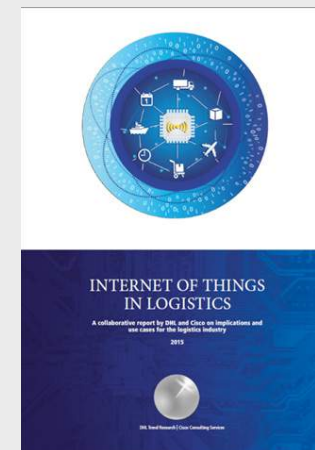 INTERNET OF THINGS
IN LOGISTICS
A collaborative report by DHL and Cisco on implications and
use cases for the logistics industry
2015
DHL Trend Research | Cisco Consulting Services